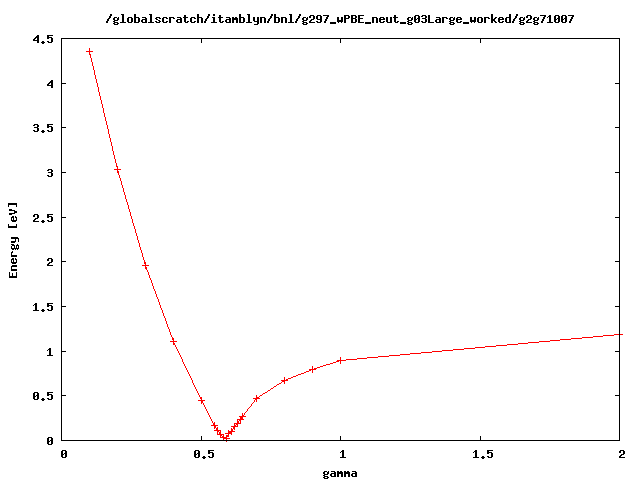 /globalscratch/itamblyn/bnl/g297_wPBE_neut_g03Large_worked/g2g71007
4.5
4
3.5
3
2.5
2
1.5
1
0.5
0
Energy [eV]
0 0.5 1 1.5 2
gamma